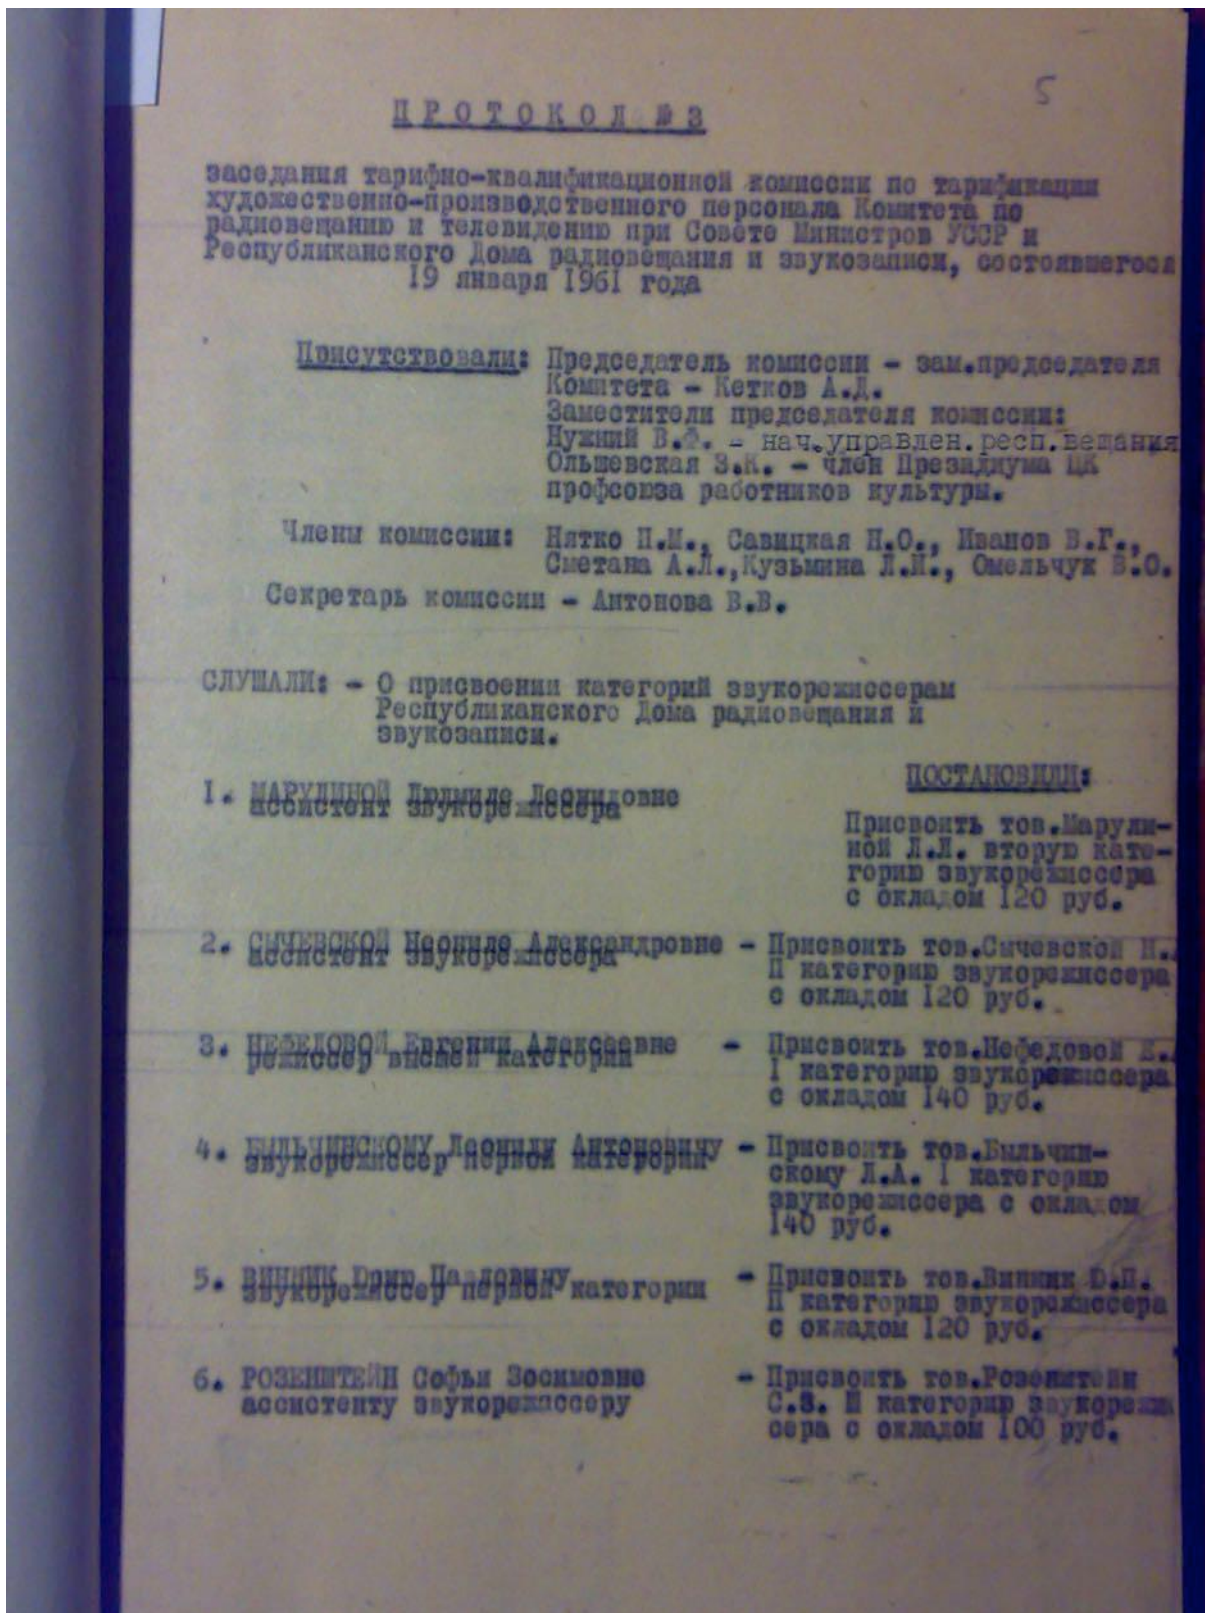 5
ПРОТОКОЛ № 3
заседания тарифно-квалификационной комиссии по тарификации
художественно-производственного персонала Комитета по
радиовещанию и телевидению при Совете Министров УССР и
Республиканского Дома радиовещания и звукозаписи, состоявшегося
19 января 1961 года
Присутствовали: Председатель комиссии - зам.председателя
Комитета - Кетков А.Д.
Заместители председателя комиссии:
Нужний В.Ф. - нач.управлен.респ.вещания
Ольшевская З.К. - член Президиума ЦК
профсоюза работников культуры.
Члены комиссии: Нятко П.М., Савицкая Н.О., Иванов В.Г.,
Сметана А.Л.,Кузьмина Л.И., Омельчук В.О.
Секретарь комиссии - Антонова В.В.
СЛУШАЛИ: - О присвоении категорий звукорежиссерам
Республиканского Дома радиовещания и
звукозаписи.
ПОСТАНОВИЛИ:
1. МАРУЛИНОЙ Людмиле Леонидовне
ассистент звукорежиссера
Присвоить тов.Марули-
ной Л.Л. вторую кате-
горию звукорежиссера
с окладом 120 руб.
2. СЫЧЕВСКОЙ Неониле Александровне - Присвоить тов.Сычевской Н.
ассистент звукорежиссера
II категорию звукорежиссера
с окладом 120 руб.
3. НЕФЕДОВОЙ Евгении Алексеевне - Присвоить тов.Нефедовой Е.
режиссер высшей категории
I категорию звукорежиссера
с окладом 140 руб.
4. БЫЛЬЧИНСКОМУ Леониду Антоновичу - Присвоить тов.Быльчин-
звукорежиссер первой категории
скому Л.А. I категорию
звукорежиссера с окладом
140 руб.
5. ВИННИК Юрию Павловичу - Присвоить тов.Винник Ю.П.
звукорежиссер первой категории
II категорию звукорежиссера
с окладом 120 руб.
6. РОЗЕНШТЕЙН Софьи Зосимовне - Присвоить тов.Розенштейн
ассистенту звукорежиссеру
С.З. III категорию звукорежис
сера с окладом 100 руб.